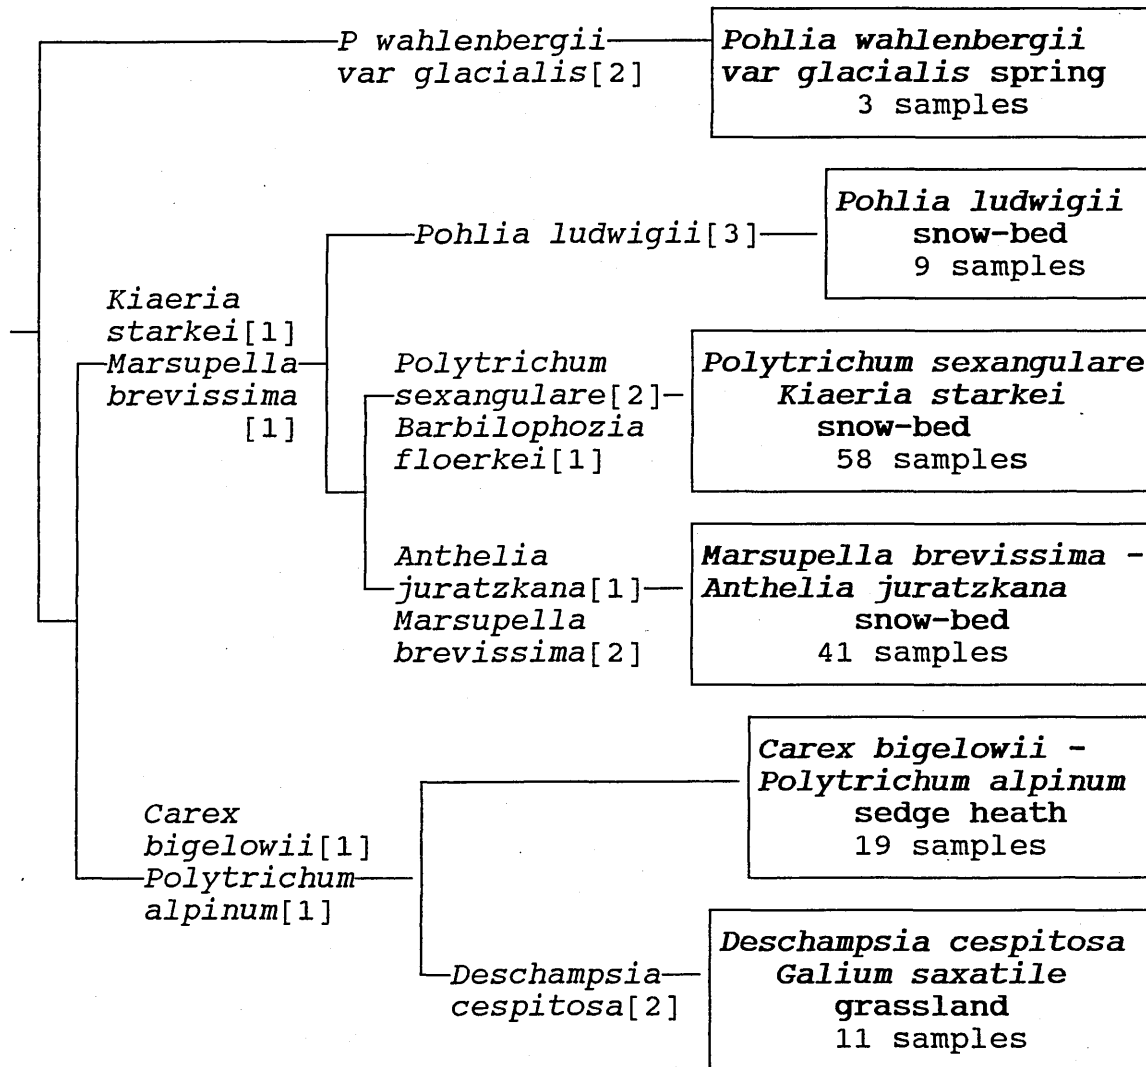 P wahlenbergii
var glacialis[2]
Pohlia wahlenbergii
var glacialis spring
3 samples
Pohlia ludwigii[3]
Pohlia ludwigii
snow-bed
9 samples
Kiaeria
starkei[1]
Marsupella
brevissima
[1]
Polytrichum
sexangulare[2]
Barbilophozia
floerkei[1]
Polytrichum sexangulare
Kiaeria starkei
snow-bed
58 samples
Anthelia
juratzkana[1]
Marsupella
brevissima[2]
Marsupella brevissima -
Anthelia juratzkana
snow-bed
41 samples
Carex
bigelowii[1]
Polytrichum
alpinum[1]
Carex bigelowii -
Polytrichum alpinum
sedge heath
19 samples
Deschampsia
cespitosa[2]
Deschampsia cespitosa
Galium saxatile
grassland
11 samples